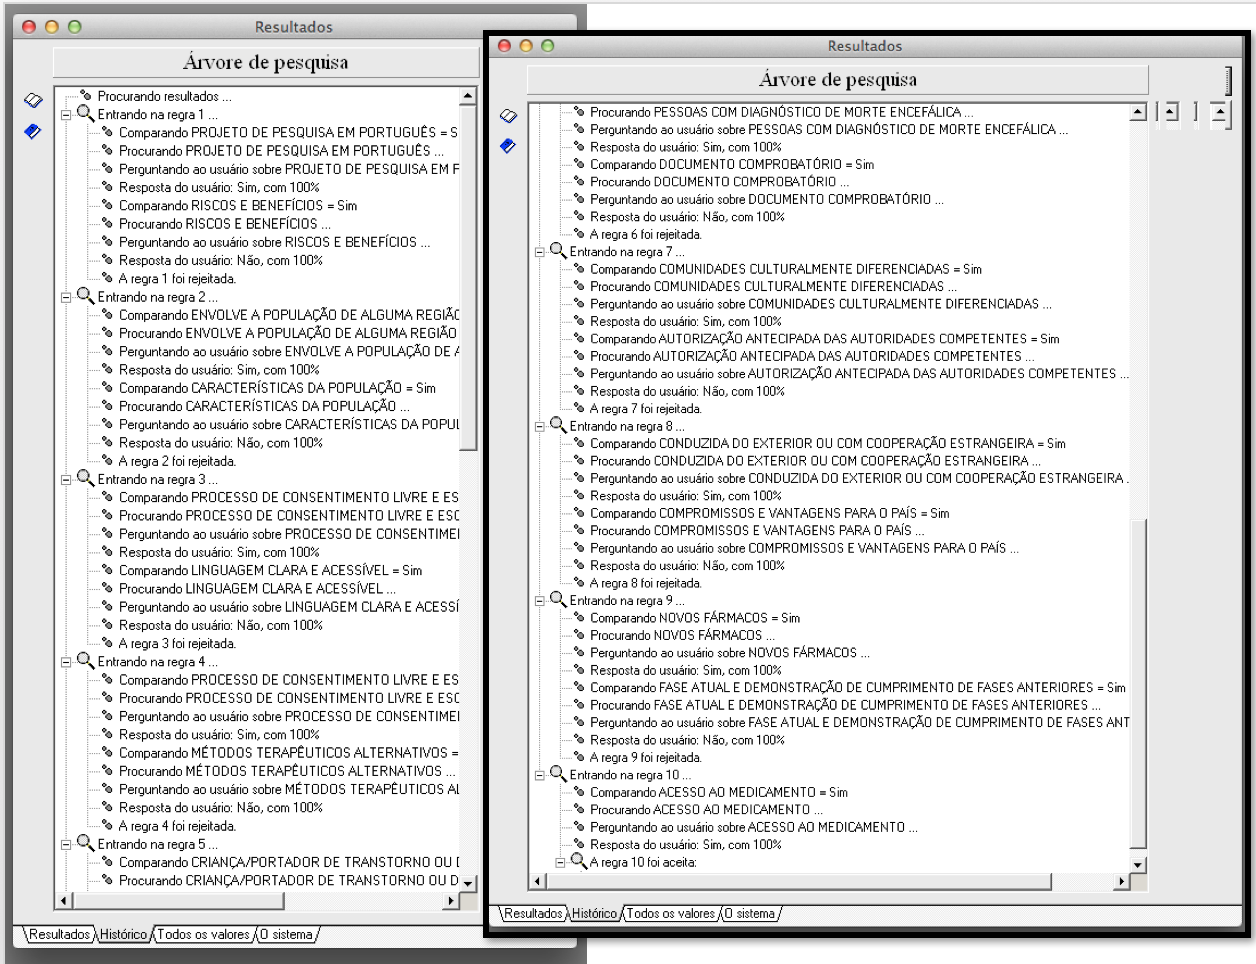 Resultados
Árvore de pesquisa
Procurando resultados ...
Entrando na regra 1 ...
Comparando PROJETO DE PESQUISA EM PORTUGUÊS = S
Procurando PROJETO DE PESQUISA EM PORTUGUÊS ...
Perguntando ao usuário sobre PROJETO DE PESQUISA EM F
Resposta do usuário: Sim, com 100%
Comparando RISCOS E BENEFÍCIOS = Sim
Procurando RISCOS E BENEFÍCIOS ...
Perguntando ao usuário sobre RISCOS E BENEFÍCIOS ...
Resposta do usuário: Não, com 100%
A regra 1 foi rejeitada.
Entrando na regra 2 ...
Comparando ENVOLVE A POPULAÇÃO DE ALGUMA REGIÃO
Procurando ENVOLVE A POPULAÇÃO DE ALGUMA REGIÃO
Perguntando ao usuário sobre ENVOLVE A POPULAÇÃO DE A
Resposta do usuário: Sim, com 100%
Comparando CARACTERÍSTICAS DA POPULAÇÃO = Sim
Procurando CARACTERÍSTICAS DA POPULAÇÃO ...
Perguntando ao usuário sobre CARACTERÍSTICAS DA POPUL
Resposta do usuário: Não, com 100%
A regra 2 foi rejeitada.
Entrando na regra 3 ...
Comparando PROCESSO DE CONSENTIMENTO LIVRE E ES
Procurando PROCESSO DE CONSENTIMENTO LIVRE E ESC
Perguntando ao usuário sobre PROCESSO DE CONSENTIMEI
Resposta do usuário: Sim, com 100%
Comparando LINGUAGEM CLARA E ACESSÍVEL = Sim
Procurando LINGUAGEM CLARA E ACESSÍVEL ...
Perguntando ao usuário sobre LINGUAGEM CLARA E ACESSÍ
Resposta do usuário: Não, com 100%
A regra 3 foi rejeitada.
Entrando na regra 4 ...
Comparando PROCESSO DE CONSENTIMENTO LIVRE E ES
Procurando PROCESSO DE CONSENTIMENTO LIVRE E ESC
Perguntando ao usuário sobre PROCESSO DE CONSENTIMEI
Resposta do usuário: Sim, com 100%
Comparando MÉTODOS TERAPÊUTICOS ALTERNATIVOS =
Procurando MÉTODOS TERAPÊUTICOS ALTERNATIVOS ...
Perguntando ao usuário sobre MÉTODOS TERAPÊUTICOS AL
Resposta do usuário: Não, com 100%
A regra 4 foi rejeitada.
Entrando na regra 5 ...
Comparando CRIANÇA/PORTADOR DE TRANSTORNO OU D
Procurando CRIANÇA/PORTADOR DE TRANSTORNO OU D
Resultados
Histórico
Todos os valores
O sistema
Resultados
Árvore de pesquisa
Procurando PESSOAS COM DIAGNÓSTICO DE MORTE ENCEFÁLICA ...
Perguntando ao usuário sobre PESSOAS COM DIAGNÓSTICO DE MORTE ENCEFÁLICA ...
Resposta do usuário: Sim, com 100%
Comparando DOCUMENTO COMPROBATÓRIO = Sim
Procurando DOCUMENTO COMPROBATÓRIO ...
Perguntando ao usuário sobre DOCUMENTO COMPROBATÓRIO ...
Resposta do usuário: Não, com 100%
A regra 6 foi rejeitada.
Entrando na regra 7 ...
Comparando COMUNIDADES CULTURALMENTE DIFERENCIADAS = Sim
Procurando COMUNIDADES CULTURALMENTE DIFERENCIADAS ...
Perguntando ao usuário sobre COMUNIDADES CULTURALMENTE DIFERENCIADAS ...
Resposta do usuário: Sim, com 100%
Comparando AUTORIZAÇÃO ANTECIPADA DAS AUTORIDADES COMPETENTES = Sim
Procurando AUTORIZAÇÃO ANTECIPADA DAS AUTORIDADES COMPETENTES ...
Perguntando ao usuário sobre AUTORIZAÇÃO ANTECIPADA DAS AUTORIDADES COMPETENTES ...
Resposta do usuário: Não, com 100%
A regra 7 foi rejeitada.
Entrando na regra 8 ...
Comparando CONDUZIDA DO EXTERIOR OU COM COOPERAÇÃO ESTRANGEIRA = Sim
Procurando CONDUZIDA DO EXTERIOR OU COM COOPERAÇÃO ESTRANGEIRA ...
Perguntando ao usuário sobre CONDUZIDA DO EXTERIOR OU COM COOPERAÇÃO ESTRANGEIRA .
Resposta do usuário: Sim, com 100%
Comparando COMPROMISSOS E VANTAGENS PARA O PAÍS = Sim
Procurando COMPROMISSOS E VANTAGENS PARA O PAÍS ...
Perguntando ao usuário sobre COMPROMISSOS E VANTAGENS PARA O PAÍS ...
Resposta do usuário: Não, com 100%
A regra 8 foi rejeitada.
Entrando na regra 9 ...
Comparando NOVOS FÁRMACOS = Sim
Procurando NOVOS FÁRMACOS ...
Perguntando ao usuário sobre NOVOS FÁRMACOS ...
Resposta do usuário: Sim, com 100%
Comparando FASE ATUAL E DEMONSTRAÇÃO DE CUMPRIMENTO DE FASES ANTERIORES = Sim
Procurando FASE ATUAL E DEMONSTRAÇÃO DE CUMPRIMENTO DE FASES ANTERIORES ...
Perguntando ao usuário sobre FASE ATUAL E DEMONSTRAÇÃO DE CUMPRIMENTO DE FASES ANT
Resposta do usuário: Não, com 100%
A regra 9 foi rejeitada.
Entrando na regra 10 ...
Comparando ACESSO AO MEDICAMENTO = Sim
Procurando ACESSO AO MEDICAMENTO ...
Perguntando ao usuário sobre ACESSO AO MEDICAMENTO ...
Resposta do usuário: Sim, com 100%
A regra 10 foi aceita:
Resultados
Histórico
Todos os valores
O sistema